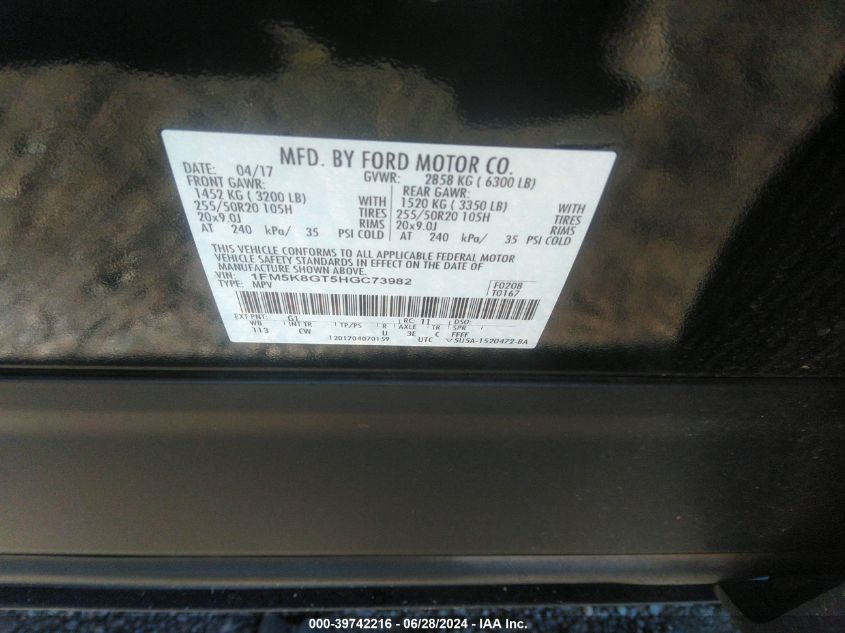 MFD. BY FORD MOTOR CO.
DATE: 04/17 GVWR: 2858 KG ( 6300 LB)
FRONT GAWR: REAR GAWR:
1452 KG ( 3200 LB) WITH 1520 KG ( 3350 LB) WITH
255/50R20 105H TIRES 255/50R20 105H TIRES
20x9.0J RIMS 20x9.0J RIMS
AT 240 kPa/ 35 PSI COLD AT 240 kPa/ 35 PSI COLD
THIS VEHICLE CONFORMS TO ALL APPLICABLE FEDERAL MOTOR
VEHICLE SAFETY STANDARDS IN EFFECT ON THE DATE OF
MANUFACTURE SHOWN ABOVE.
VIN: 1FM5K8GT5HGC73982 F0208
TYPE: MPV T0167
EXT PNT: G1 RC: 11 DSO:
WB INT TR TP/PS R AXLE TR SPR
113 CW U 3E C FFFF
1201704070159 UTC ▽5U5A-1520472-BA
000-39742216 - 06/28/2024 - IAA Inc.